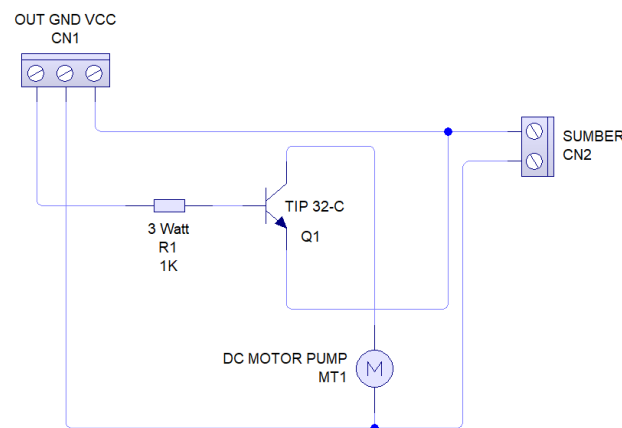 OUT GND VCC
CN1
SUMBER
CN2
TIP 32-C
Q1
3 Watt
R1
1K
DC MOTOR PUMP
MT1
M